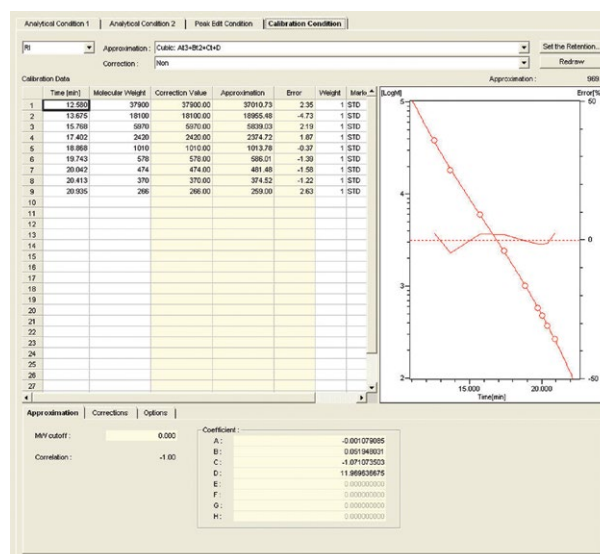 Analytical Condition 1 Analytical Condition 2 Peak Edit Condition Calibration Condition
RI Approximation : Cubic: At3+Bt2+Ct+D Set the Retention...
Correction : Non Redraw
Calibration Data Approximation : 969
Time [min] Molecular Weight Correction Value Approximation Error Weight Mark
1 12.580 37900 37900.00 37010.73 2.35 1 STD
2 13.675 18100 18100.00 18955.48 -4.73 1 STD
3 15.768 5970 5970.00 5839.03 2.19 1 STD
4 17.402 2420 2420.00 2374.72 1.87 1 STD
5 18.868 1010 1010.00 1013.78 -0.37 1 STD
6 19.743 578 578.00 586.01 -1.39 1 STD
7 20.042 474 474.00 481.48 -1.58 1 STD
8 20.413 370 370.00 374.52 -1.22 1 STD
9 20.935 266 266.00 259.00 2.63 1 STD
10
11
12
13
14
15
16
17
18
19
20
21
22
23
24
25
26
27
[LogM] Error[%]
5 50
4
0
3
2 -50
15.000 20.000
Time[min]
Approximation Corrections Options
MW cutoff : 0.000
Correlation : -1.00
Coefficient
A : -0.001079085
B : 0.051948031
C : -1.071073503
D : 11.969536675
E : 0.000000000
F : 0.000000000
G : 0.000000000
H : 0.000000000